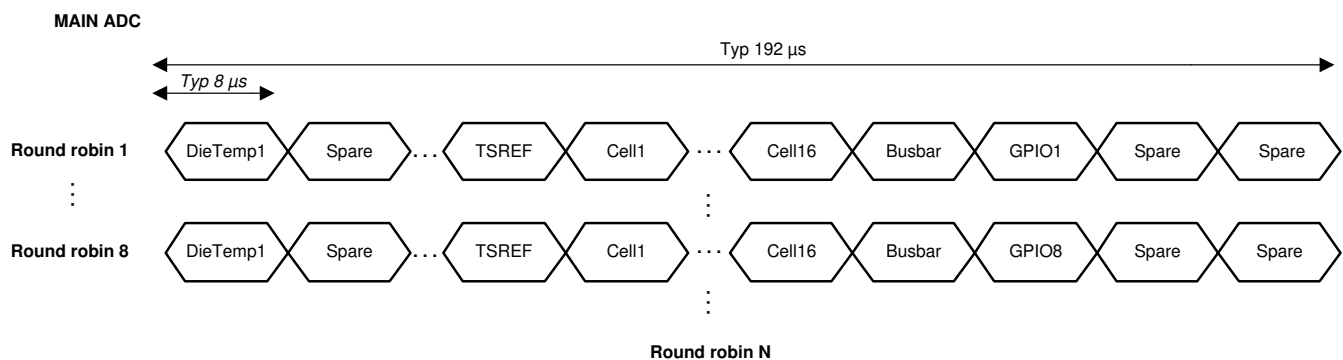 MAIN ADC
Typ 192 µs
Typ 8 µs
Round robin 1 DieTemp1 Spare ... TSREF Cell1 ... Cell16 Busbar GPIO1 Spare Spare
Round robin 8 DieTemp1 Spare ... TSREF Cell1 ... Cell16 Busbar GPIO8 Spare Spare
Round robin N